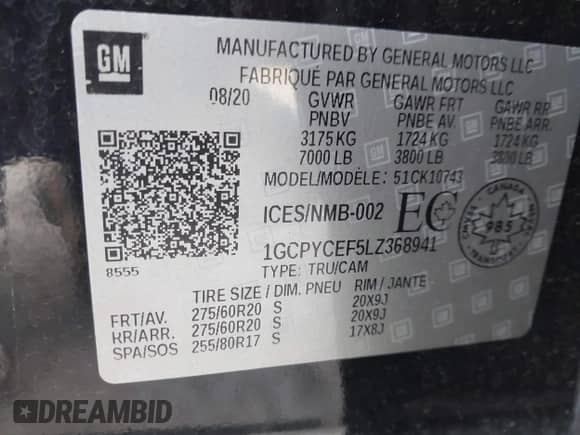 GM
MANUFACTURED BY GENERAL MOTORS LLC
FABRIQUÉ PAR GENERAL MOTORS LLC
08/20 GVWR GAWR FRT GAWR RR
PNBV PNBE AV. PNBE ARR.
3175 KG 1724 KG 1724 KG
7000 LB 3800 LB 3800 LB
MODEL/MODÈLE: 51CK10743
ICES/NMB-002 EC
CANADA
985
1GCPYCEF5LZ368941
TYPE: TRU/CAM
8555
TIRE SIZE / DIM. PNEU RIM / JANTE
FRT/AV. 275/60R20 S 20X9J
RR/ARR. 275/60R20 S 20X9J
SPA/SOS 255/80R17 S 17X8J
DREAMBID